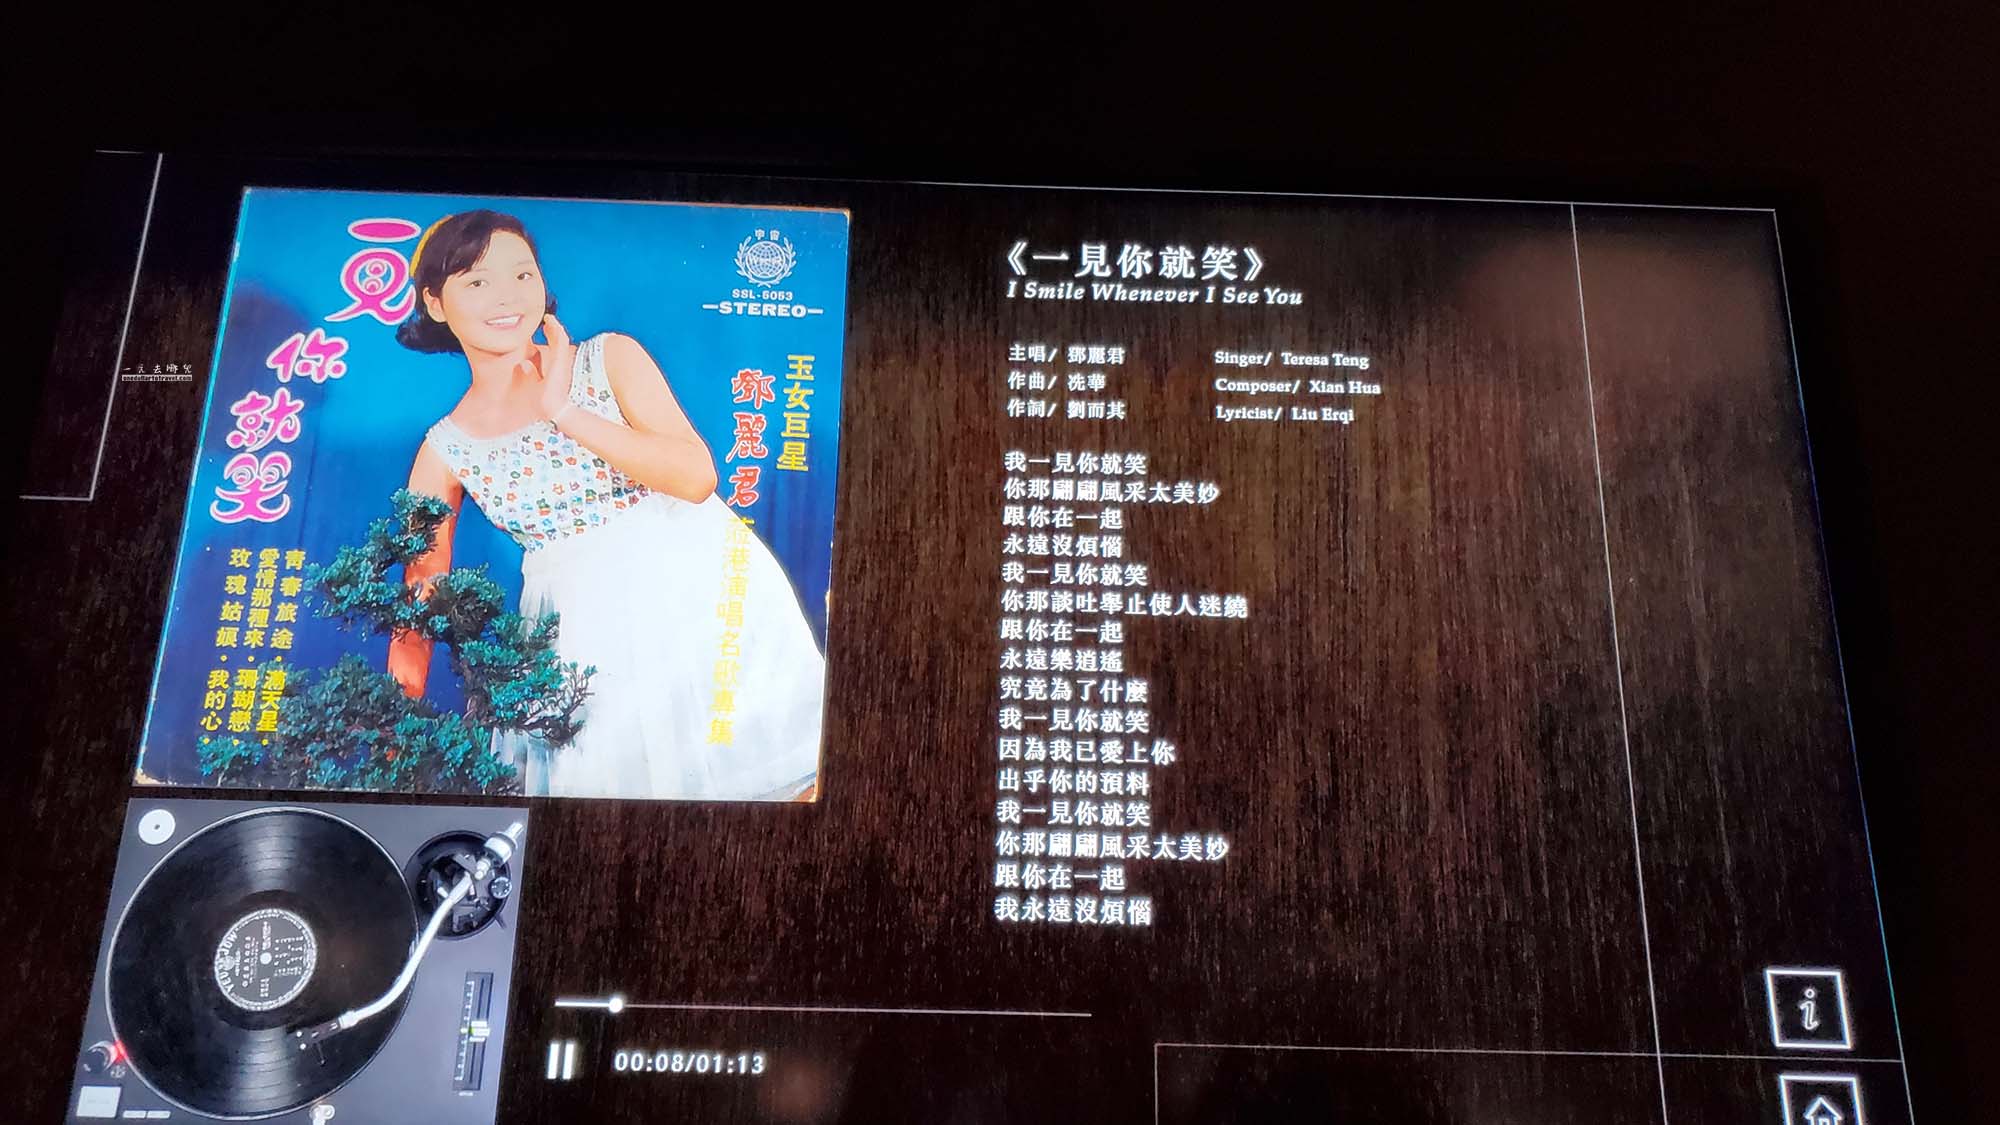 一見你就笑
宇宙
SSL-5053
STEREO
玉女巨星
鄧麗君
蒞港演唱名歌專集
青春旅途·滿天星·
愛情那裡來·珊瑚戀·
玫瑰姑娘·我的心·
一元去哪兒
《一見你就笑》
I Smile Whenever I See You
主唱/ 鄧麗君 Singer/ Teresa Teng
作曲/ 冼華 Composer/ Xian Hua
作詞/ 劉而其 Lyricist/ Liu Erqi
我一見你就笑
你那翩翩風采太美妙
跟你在一起
永遠沒煩惱
我一見你就笑
你那談吐舉止使人迷繞
跟你在一起
永遠樂逍遙
究竟為了什麼
我一見你就笑
因為我已愛上你
出乎你的預料
我一見你就笑
你那翩翩風采太美妙
跟你在一起
我永遠沒煩惱
00:08/01:13
i